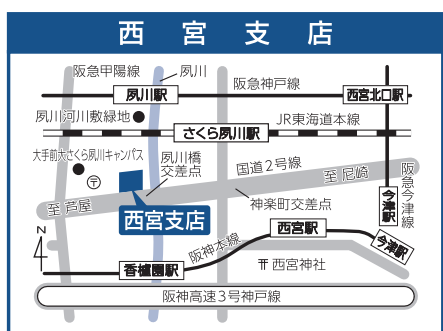 西宮支店
阪急甲陽線
夙川
阪急神戸線
夙川駅
西宮北口駅
夙川河川敷緑地
JR東海道本線
さくら夙川駅
大手前大さくら夙川キャンパス
夙川橋
交差点
国道2号線
至尼崎
阪急今津線
至芦屋
西宮支店
神楽町交差点
今津駅
N
阪神本線
西宮駅
今津駅
香櫨園駅
西宮神社
阪神高速3号神戸線